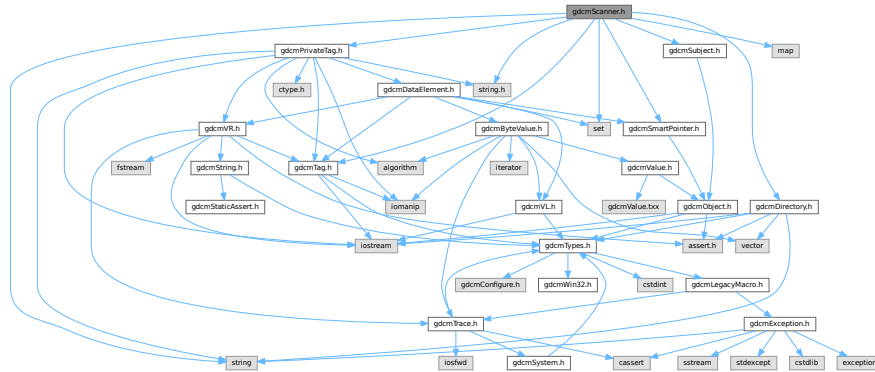 gdcmScanner.h
gdcmPrivateTag.h
gdcmSubject.h
map
ctype.h
gdcmDataElement.h
string.h
gdcmVR.h
gdcmByteValue.h
set
gdcmSmartPointer.h
fstream
gdcmString.h
gdcmTag.h
algorithm
iterator
gdcmValue.h
gdcmStaticAssert.h
iomanip
gdcmVL.h
gdcmValue.txx
gdcmObject.h
gdcmDirectory.h
iostream
gdcmTypes.h
assert.h
vector
gdcmConfigure.h
gdcmWin32.h
cstdint
gdcmLegacyMacro.h
gdcmTrace.h
gdcmException.h
string
iosfwd
gdcmSystem.h
cassert
sstream
stdexcept
cstdlib
exception